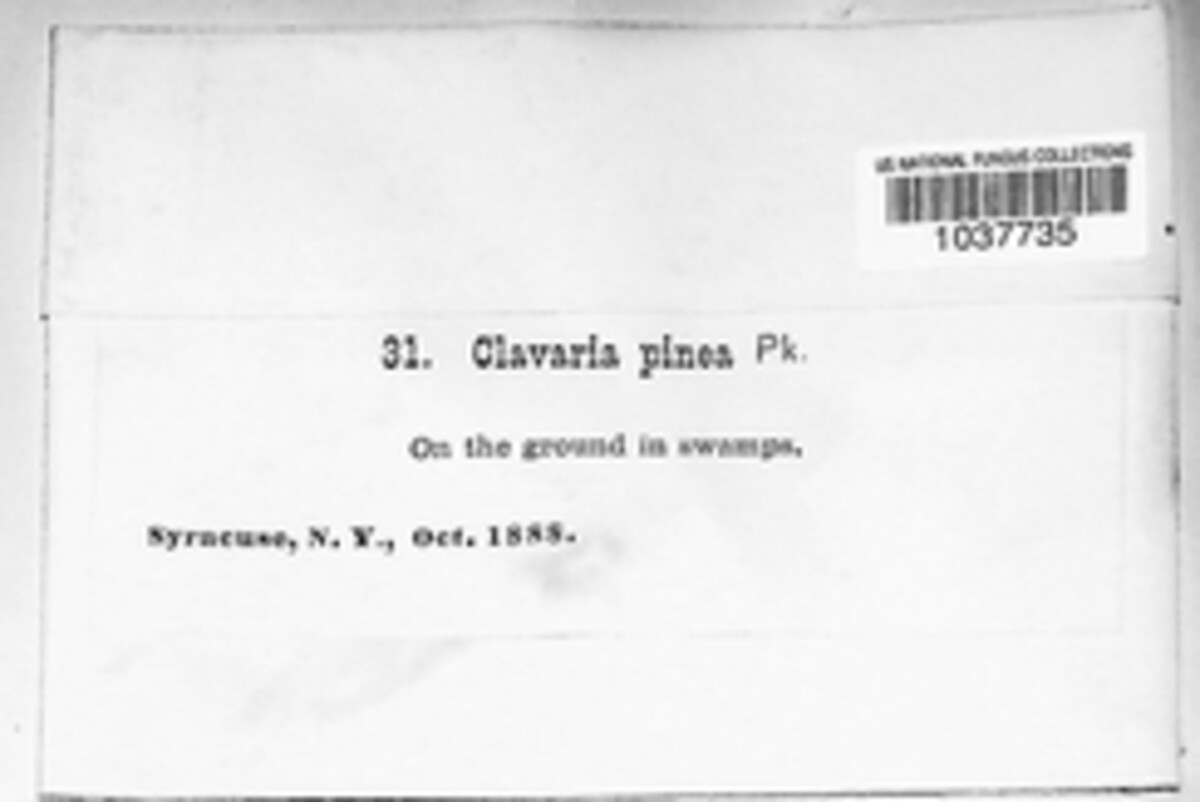 US NATIONAL FUNGUS COLLECTIONS
1037735
31. Clavaria pinea Pk.
On the ground in swamps.
Syracuse, N. Y., Oct. 1888.